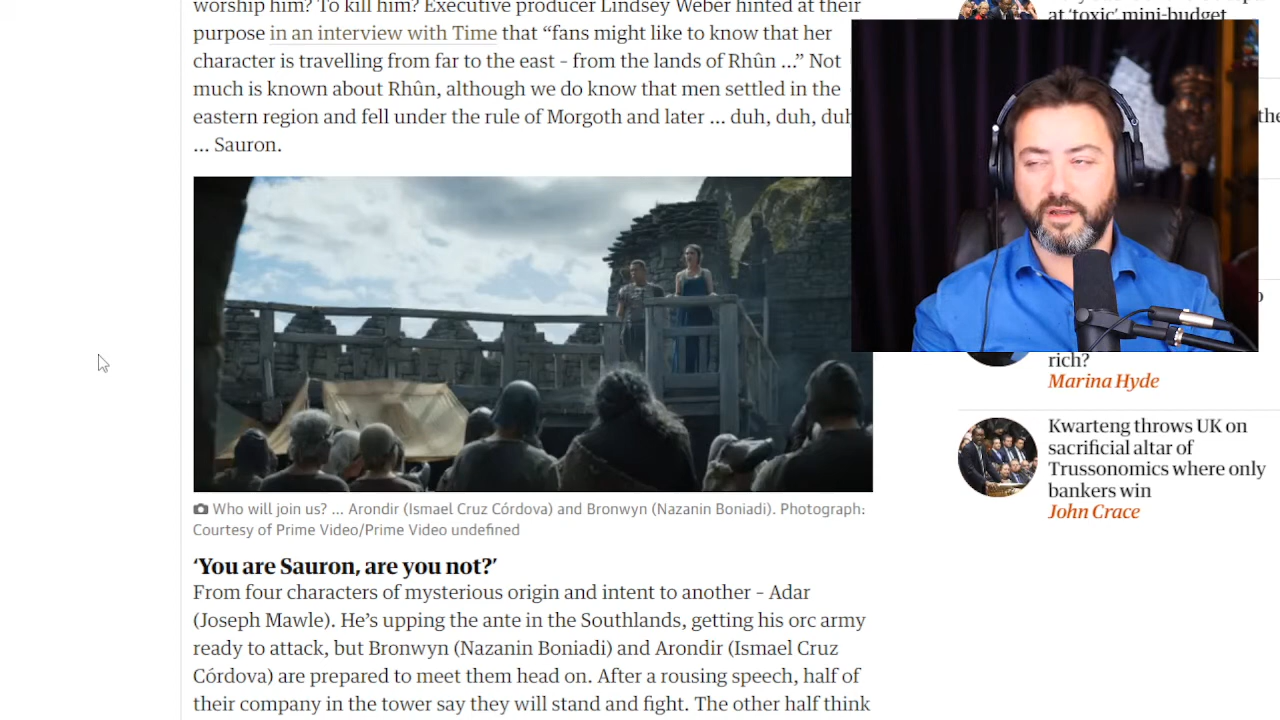 worship him? To kill him? Executive producer Lindsey Weber hinted at their
purpose in an interview with Time that “fans might like to know that her
character is travelling from far to the east – from the lands of Rhûn ...” Not
much is known about Rhûn, although we do know that men settled in the
eastern region and fell under the rule of Morgoth and later ... duh, duh, duh
... Sauron.
Who will join us? ... Arondir (Ismael Cruz Córdova) and Bronwyn (Nazanin Boniadi). Photograph:
Courtesy of Prime Video/Prime Video undefined
‘You are Sauron, are you not?’
From four characters of mysterious origin and intent to another – Adar
(Joseph Mawle). He’s upping the ante in the Southlands, getting his orc army
ready to attack, but Bronwyn (Nazanin Boniadi) and Arondir (Ismael Cruz
Córdova) are prepared to meet them head on. After a rousing speech, half of
their company in the tower say they will stand and fight. The other half think
at ‘toxic’ mini-budget
rich?
Marina Hyde
Kwarteng throws UK on
sacrificial altar of
Trussonomics where only
bankers win
John Crace